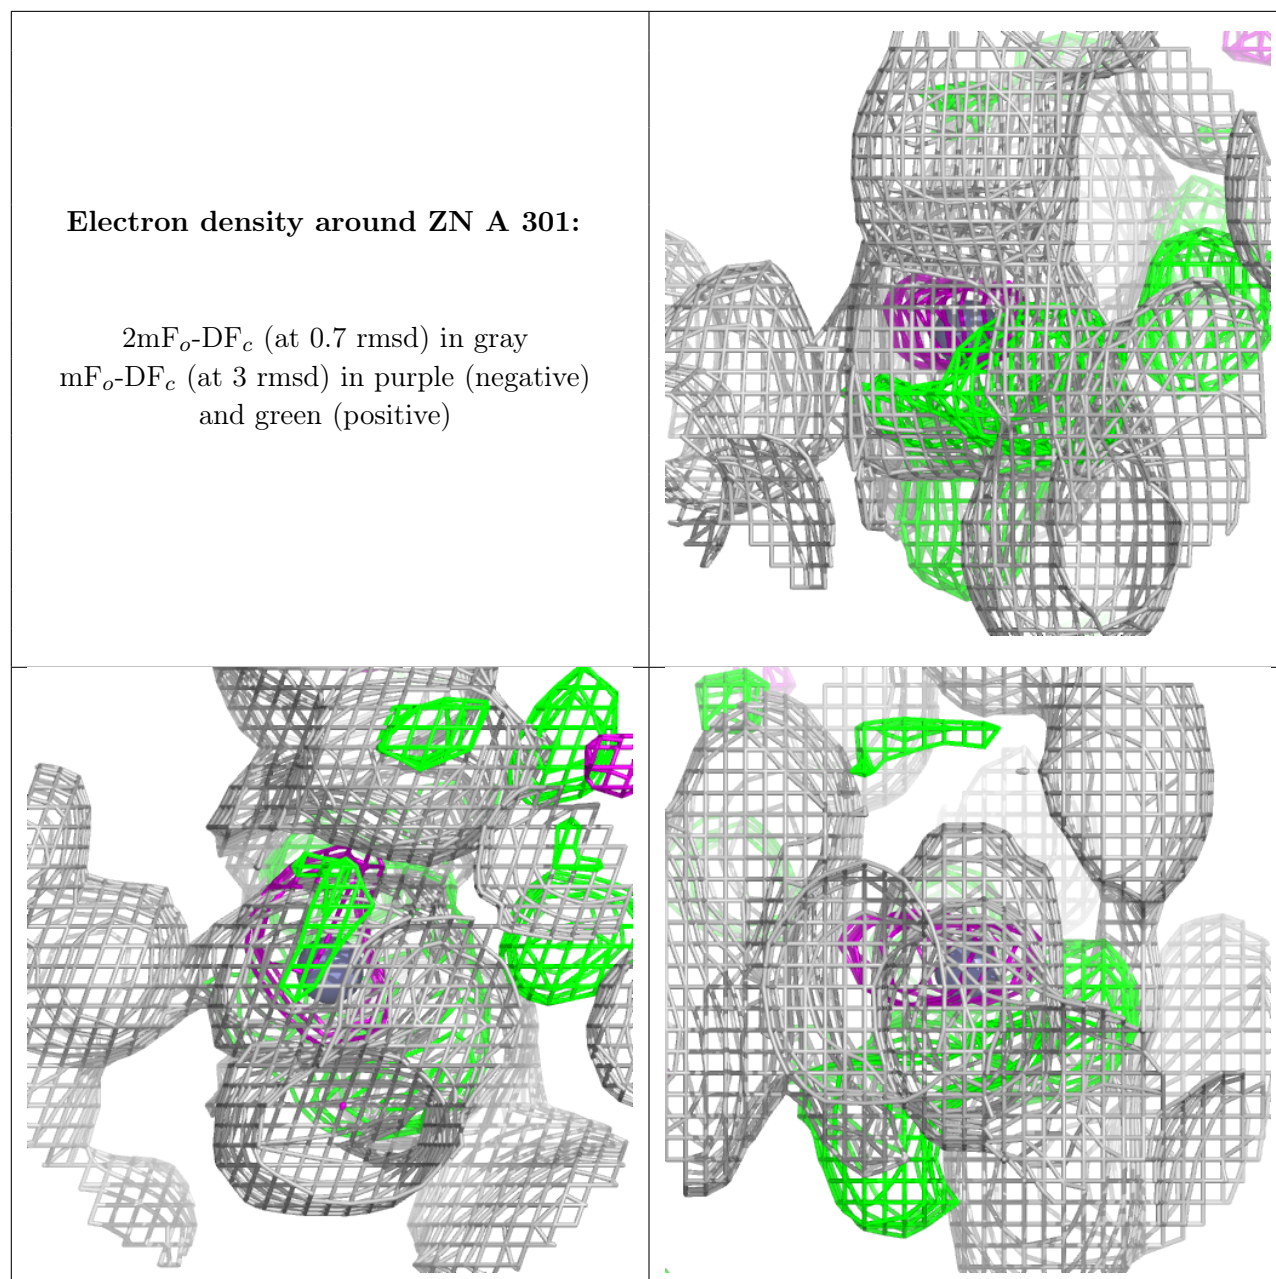 Electron density around ZN A 301:
2mFₒ-DF𝒸 (at 0.7 rmsd) in gray
mFₒ-DF𝒸 (at 3 rmsd) in purple (negative)
and green (positive)